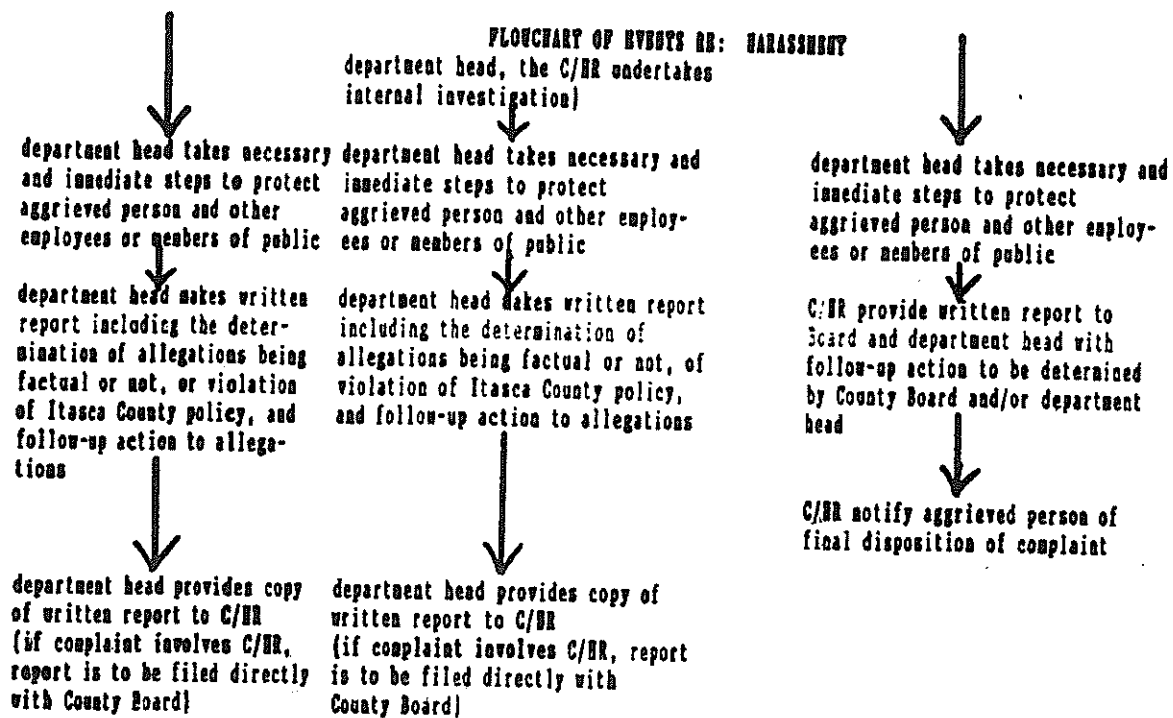 FLOWCHART OF EVENTS RE: HARASSMENT
department head, the C/HR undertakes
internal investigation)
department head takes necessary
and immediate steps to protect
aggrieved person and other
employees or members of public
department head makes written
report including the deter-
mination of allegations being
factual or not, or violation
of Itasca County policy, and
follow-up action to allega-
tions
department head provides copy
of written report to C/HR
(if complaint involves C/HR,
report is to be filed directly
with County Board)
department head takes necessary and
immediate steps to protect
aggrieved person and other employ-
ees or members of public
department head makes written report
including the determination of
allegations being factual or not, of
violation of Itasca County policy,
and follow-up action to allegations
department head provides copy of
written report to C/HR
(if complaint involves C/HR, report
is to be filed directly with
County Board)
department head takes necessary and
immediate steps to protect
aggrieved person and other employ-
ees or members of public
C/HR provide written report to
Board and department head with
follow-up action to be determined
by County Board and/or department
head
C/HR notify aggrieved person of
final disposition of complaint